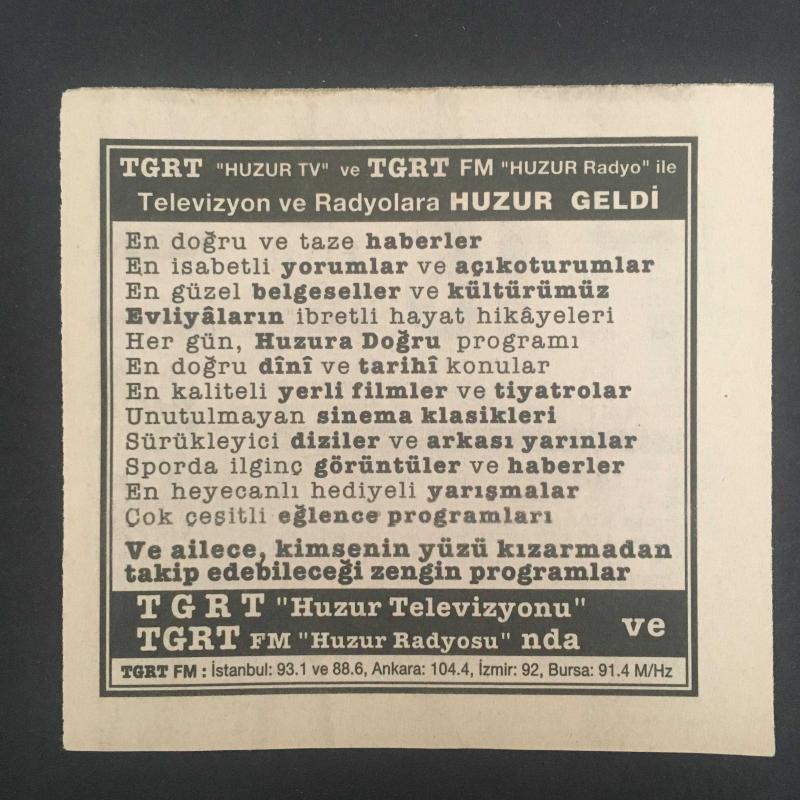 TGRT "HUZUR TV" ve TGRT FM "HUZUR Radyo" ile
Televizyon ve Radyolara HUZUR GELDİ
En doğru ve taze haberler
En isabetli yorumlar ve açıkoturumlar
En güzel belgeseller ve kültürümüz
Evliyâların ibretli hayat hikâyeleri
Her gün, Huzura Doğru programı
En doğru dînî ve tarihî konular
En kaliteli yerli filmler ve tiyatrolar
Unutulmayan sinema klasikleri
Sürükleyici diziler ve arkası yarınlar
Sporda ilginç görüntüler ve haberler
En heyecanlı hediyeli yarışmalar
Çok çeşitli eğlence programları
Ve ailece, kimsenin yüzü kızarmadan
takip edebileceği zengin programlar
TGRT "Huzur Televizyonu" ve
TGRT FM "Huzur Radyosu" nda
TGRT FM : İstanbul: 93.1 ve 88.6, Ankara: 104.4, İzmir: 92, Bursa: 91.4 M/Hz